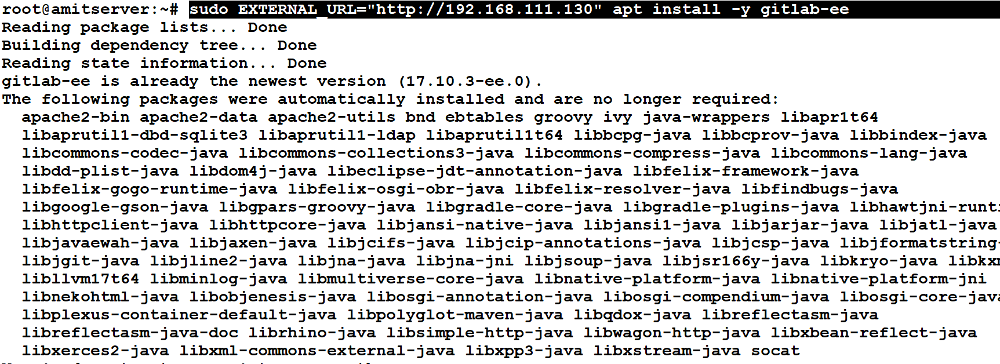 root@amitserver:~# sudo EXTERNAL_URL="http://192.168.111.130" apt install -y gitlab-ee
Reading package lists... Done
Building dependency tree... Done
Reading state information... Done
gitlab-ee is already the newest version (17.10.3-ee.0).
The following packages were automatically installed and are no longer required:
apache2-bin apache2-data apache2-utils bnd ebtables groovy ivy java-wrappers libapr1t64
libaprutil1-dbd-sqlite3 libaprutil1-ldap libaprutil1t64 libbcpg-java libbcprov-java libbindex-java
libcommons-codec-java libcommons-collections3-java libcommons-compress-java libcommons-lang-java
libdd-plist-java libdom4j-java libeclipse-jdt-annotation-java libfelix-framework-java
libfelix-gogo-runtime-java libfelix-osgi-obr-java libfelix-resolver-java libfindbugs-java
libgoogle-gson-java libgpars-groovy-java libgradle-core-java libgradle-plugins-java libhawtjni-runti
libhttpclient-java libhttpcore-java libjansi-native-java libjansi1-java libjarjar-java libjatl-java
libjavaewah-java libjaxen-java libjcifs-java libjcip-annotations-java libjcsp-java libjformatstring-
libjgit-java libjline2-java libjna-java libjna-jni libjsoup-java libjsr166y-java libkryo-java libkxm
libllvm17t64 libminlog-java libmultiverse-core-java libnative-platform-java libnative-platform-jni
libnekohtml-java libobjenesis-java libosgi-annotation-java libosgi-compendium-java libosgi-core-java
libplexus-container-default-java libpolyglot-maven-java libqdox-java libreflectasm-java
libreflectasm-java-doc librhino-java libsimple-http-java libwagon-http-java libxbean-reflect-java
libxerces2-java libxml-commons-external-java libxpp3-java libxstream-java socat